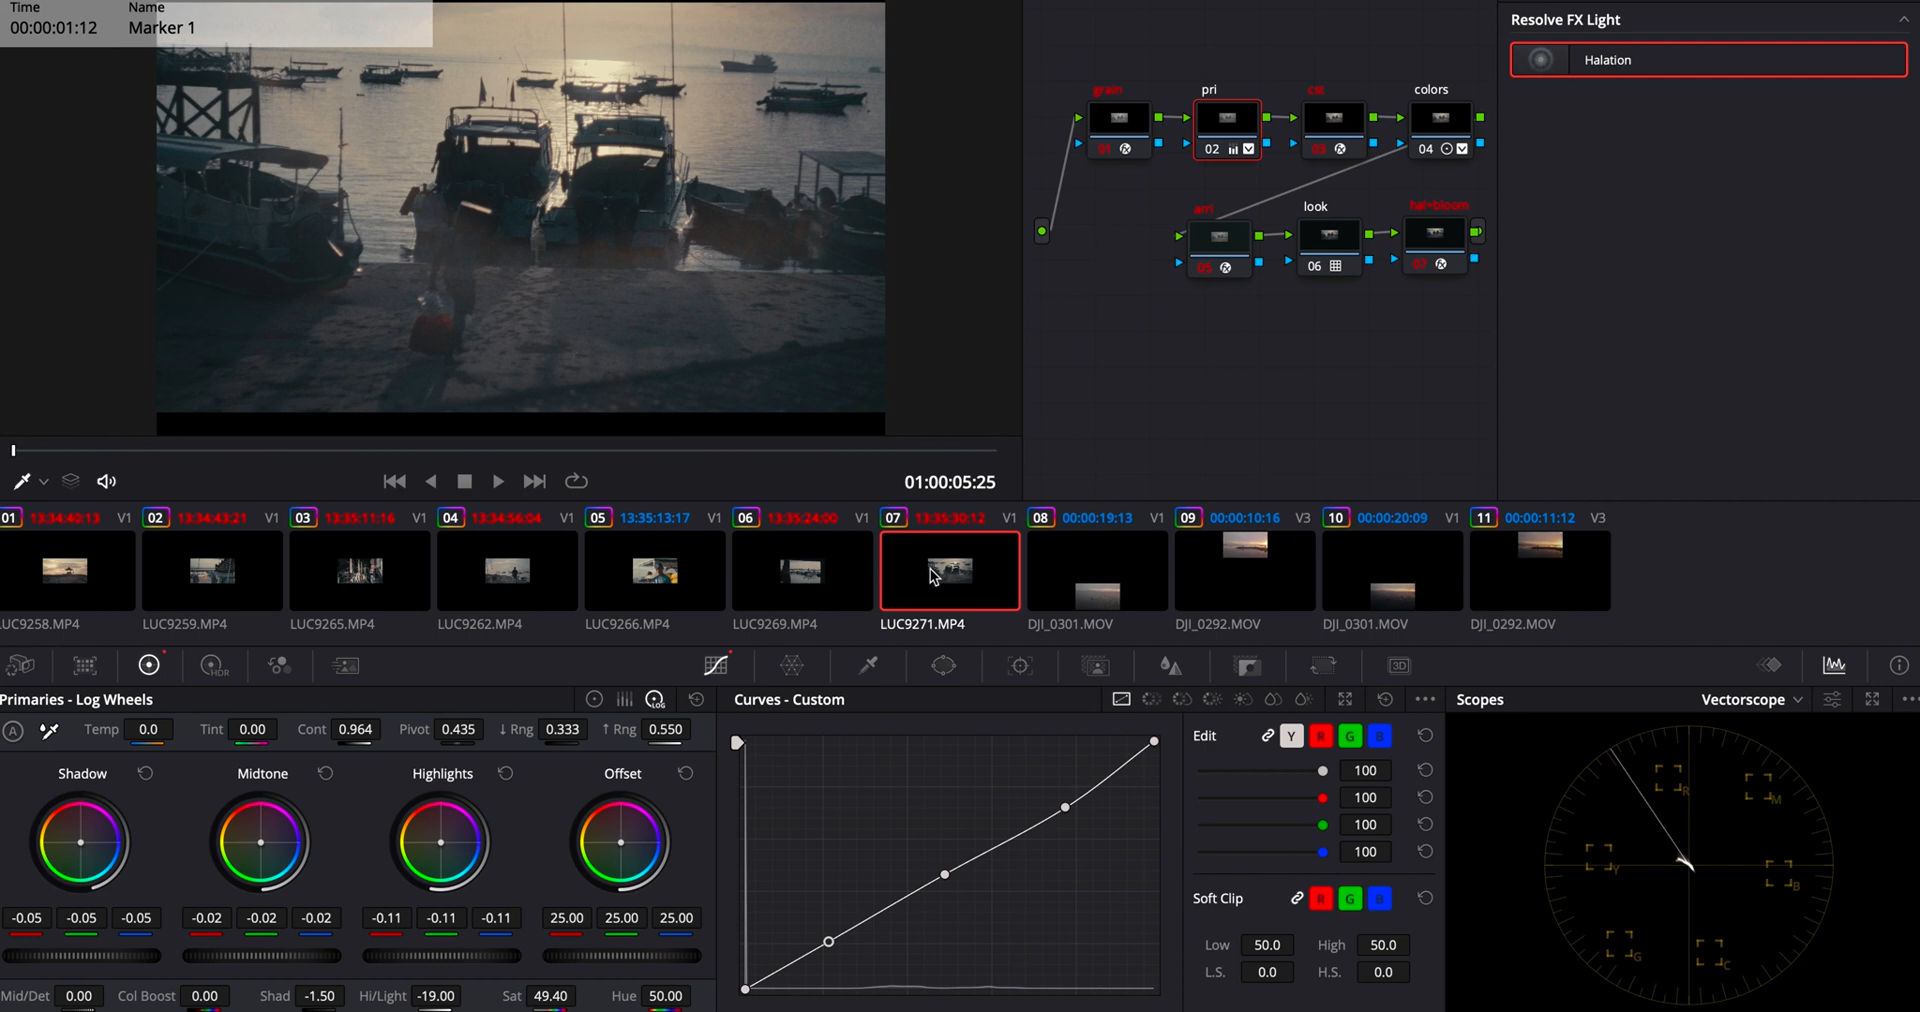 Time Name
00:00:01:12 Marker 1
Resolve FX Light
Halation
grain pri cst colors
01 02 03 04
arri look hal+bloom
05 06 07
01:00:05:25
01 13:34:40:13 V1 02 13:34:43:21 V1 03 13:35:11:16 V1 04 13:34:56:04 V1 05 13:35:13:17 V1 06 13:35:24:00 V1 07 13:35:30:12 V1 08 00:00:19:13 V1 09 00:00:10:16 V3 10 00:00:20:09 V1 11 00:00:11:12 V3
LUC9258.MP4 LUC9259.MP4 LUC9265.MP4 LUC9262.MP4 LUC9266.MP4 LUC9269.MP4 LUC9271.MP4 DJI_0301.MOV DJI_0292.MOV DJI_0301.MOV DJI_0292.MOV
HDR 3D
Primaries - Log Wheels LOG Curves - Custom Scopes Vectorscope
A Temp 0.0 Tint 0.00 Cont 0.964 Pivot 0.435 ↓ Rng 0.333 ↑ Rng 0.550
Edit Y R G B
Shadow Midtone Highlights Offset
100
100
100
100
-0.05 -0.05 -0.05 -0.02 -0.02 -0.02 -0.11 -0.11 -0.11 25.00 25.00 25.00
Soft Clip R G B
Low 50.0 High 50.0
L.S. 0.0 H.S. 0.0
Mid/Det 0.00 Col Boost 0.00 Shad -1.50 Hi/Light -19.00 Sat 49.40 Hue 50.00
R M
Y B
G C